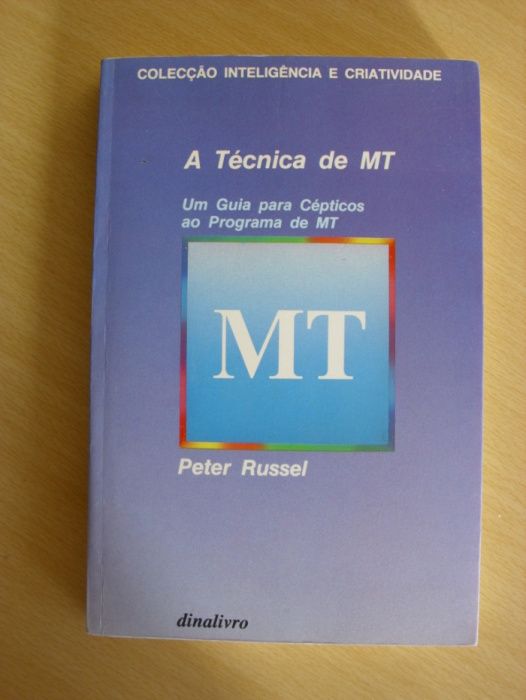 COLECÇÃO INTELIGÊNCIA E CRIATIVIDADE
A Técnica de MT
Um Guia para Cépticos
ao Programa de MT
MT
Peter Russel
dinalivro